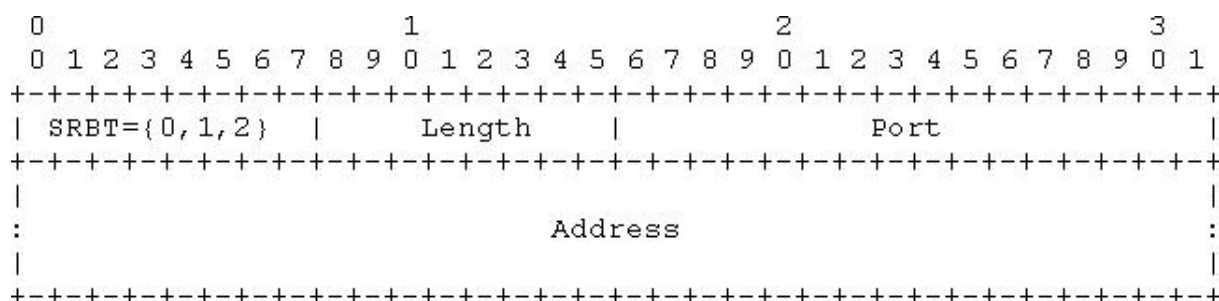 0                   1                   2                   3
 0 1 2 3 4 5 6 7 8 9 0 1 2 3 4 5 6 7 8 9 0 1 2 3 4 5 6 7 8 9 0 1
+-+-+-+-+-+-+-+-+-+-+-+-+-+-+-+-+-+-+-+-+-+-+-+-+-+-+-+-+-+-+-+-+
| SRBT={0,1,2}  |     Length    |             Port              |
+-+-+-+-+-+-+-+-+-+-+-+-+-+-+-+-+-+-+-+-+-+-+-+-+-+-+-+-+-+-+-+-+
|                                                               |
:                            Address                            :
|                                                               |
+-+-+-+-+-+-+-+-+-+-+-+-+-+-+-+-+-+-+-+-+-+-+-+-+-+-+-+-+-+-+-+-+